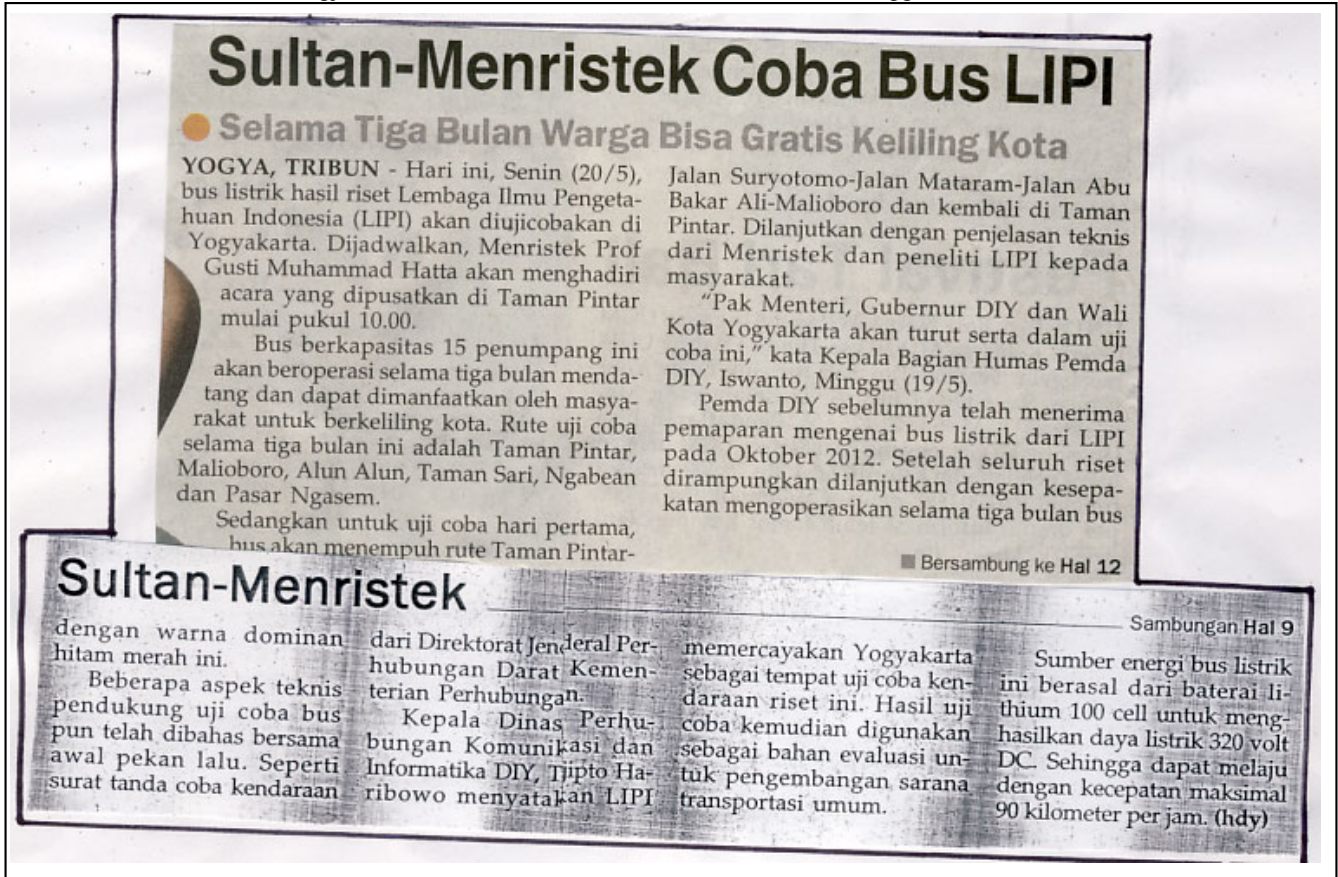 Sultan-Menristek Coba Bus LIPI
Selama Tiga Bulan Warga Bisa Gratis Keliling Kota
YOGYA, TRIBUN - Hari ini, Senin (20/5),
bus listrik hasil riset Lembaga Ilmu Pengeta-
huan Indonesia (LIPI) akan diujicobakan di
Yogyakarta. Dijadwalkan, Menristek Prof
Gusti Muhammad Hatta akan menghadiri
acara yang dipusatkan di Taman Pintar
mulai pukul 10.00.
Bus berkapasitas 15 penumpang ini
akan beroperasi selama tiga bulan menda-
tang dan dapat dimanfaatkan oleh masya-
rakat untuk berkeliling kota. Rute uji coba
selama tiga bulan ini adalah Taman Pintar,
Malioboro, Alun Alun, Taman Sari, Ngabean
dan Pasar Ngasem.
Sedangkan untuk uji coba hari pertama,
bus akan menempuh rute Taman Pintar-
Jalan Suryotomo-Jalan Mataram-Jalan Abu
Bakar Ali-Malioboro dan kembali di Taman
Pintar. Dilanjutkan dengan penjelasan teknis
dari Menristek dan peneliti LIPI kepada
masyarakat.
"Pak Menteri, Gubernur DIY dan Wali
Kota Yogyakarta akan turut serta dalam uji
coba ini," kata Kepala Bagian Humas Pemda
DIY, Iswanto, Minggu (19/5).
Pemda DIY sebelumnya telah menerima
pemaparan mengenai bus listrik dari LIPI
pada Oktober 2012. Setelah seluruh riset
dirampungkan dilanjutkan dengan kesepa-
katan mengoperasikan selama tiga bulan bus
Bersambung ke Hal 12
Sultan-Menristek
Sambungan Hal 9
dengan warna dominan
hitam merah ini.
Beberapa aspek teknis
pendukung uji coba bus
pun telah dibahas bersama
awal pekan lalu. Seperti
surat tanda coba kendaraan
dari Direktorat Jenderal Per-
hubungan Darat Kemen-
terian Perhubungan.
Kepala Dinas Perhu-
bungan Komunikasi dan
Informatika DIY, Tjipto Ha-
ribowo menyatakan LIPI
memercayakan Yogyakarta
sebagai tempat uji coba ken-
daraan riset ini. Hasil uji
coba kemudian digunakan
sebagai bahan evaluasi un-
tuk pengembangan sarana
transportasi umum.
Sumber energi bus listrik
ini berasal dari baterai li-
thium 100 cell untuk meng-
hasilkan daya listrik 320 volt
DC. Sehingga dapat melaju
dengan kecepatan maksimal
90 kilometer per jam. (hdy)